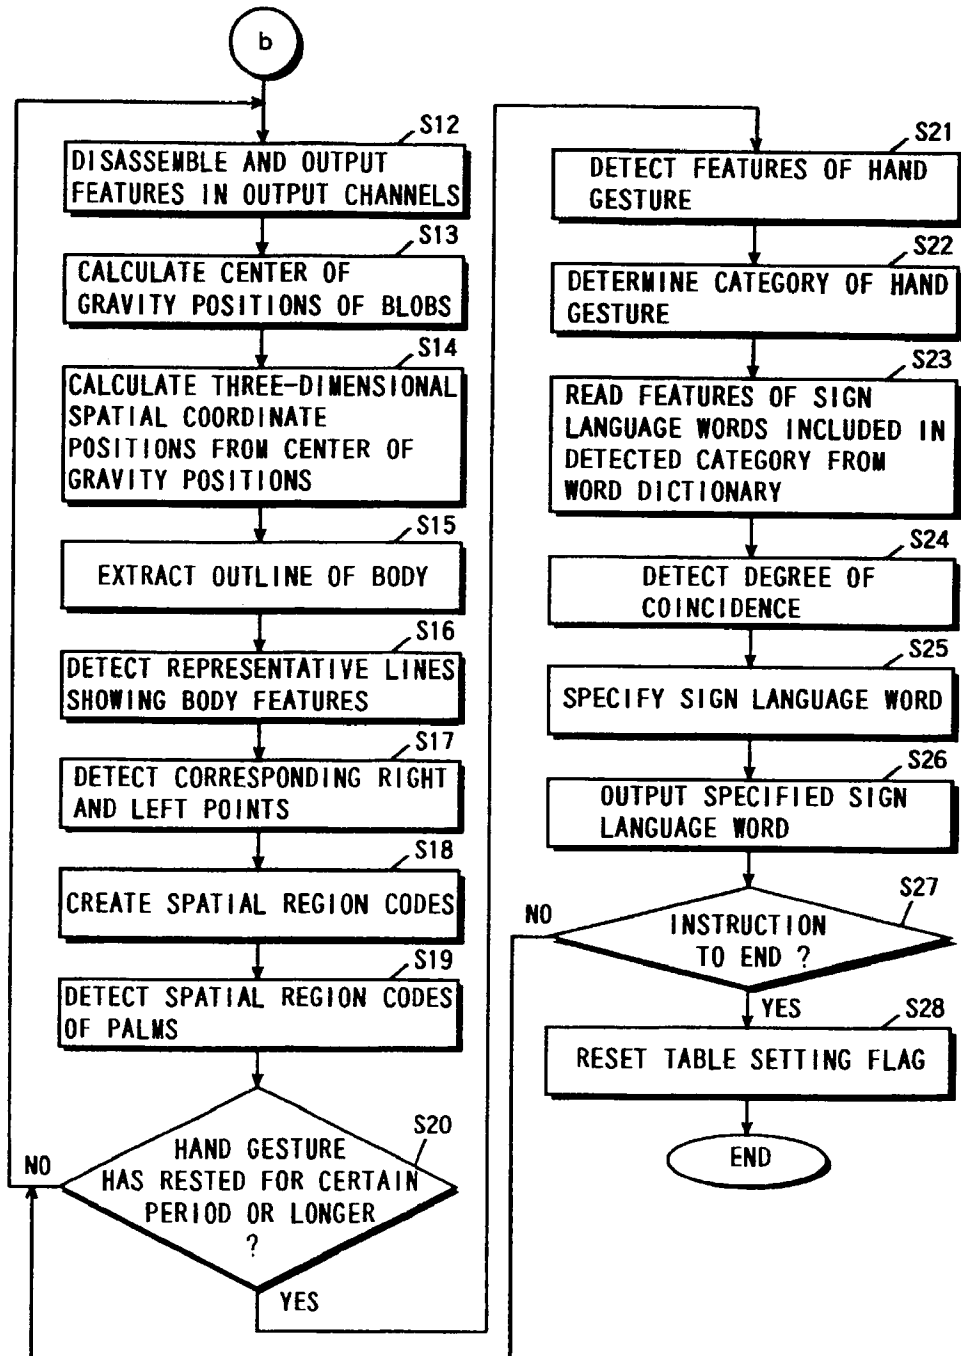 b
S12
DISASSEMBLE AND OUTPUT
FEATURES IN OUTPUT CHANNELS
S13
CALCULATE CENTER OF
GRAVITY POSITIONS OF BLOBS
S14
CALCULATE THREE-DIMENSIONAL
SPATIAL COORDINATE
POSITIONS FROM CENTER OF
GRAVITY POSITIONS
S15
EXTRACT OUTLINE OF BODY
S16
DETECT REPRESENTATIVE LINES
SHOWING BODY FEATURES
S17
DETECT CORRESPONDING RIGHT
AND LEFT POINTS
S18
CREATE SPATIAL REGION CODES
S19
DETECT SPATIAL REGION CODES
OF PALMS
S20
HAND GESTURE
HAS RESTED FOR CERTAIN
PERIOD OR LONGER
?
NO
YES
S21
DETECT FEATURES OF HAND
GESTURE
S22
DETERMINE CATEGORY OF HAND
GESTURE
S23
READ FEATURES OF SIGN
LANGUAGE WORDS INCLUDED IN
DETECTED CATEGORY FROM
WORD DICTIONARY
S24
DETECT DEGREE OF
COINCIDENCE
S25
SPECIFY SIGN LANGUAGE WORD
S26
OUTPUT SPECIFIED SIGN
LANGUAGE WORD
S27
NO
INSTRUCTION
TO END ?
YES
S28
RESET TABLE SETTING FLAG
END